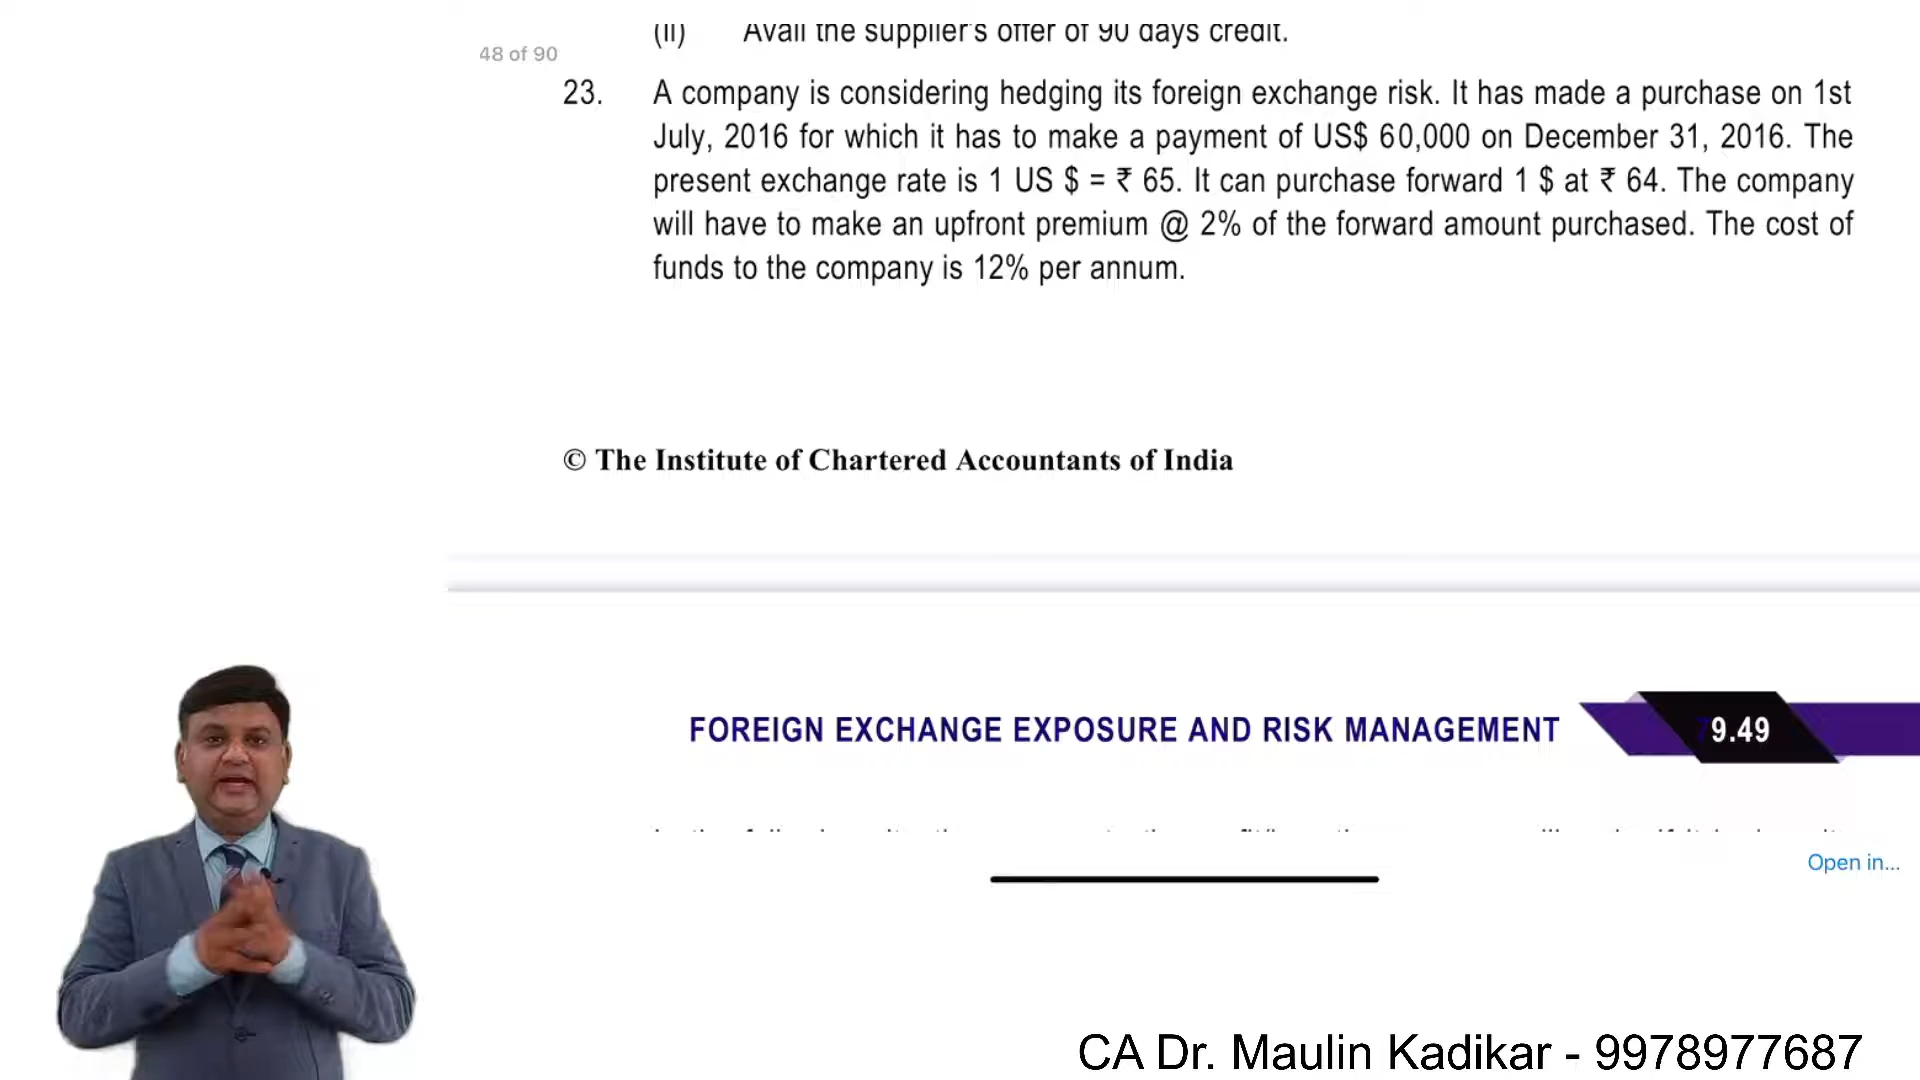 (ii) Avail the supplier's offer of 90 days credit.
48 of 90
23. A company is considering hedging its foreign exchange risk. It has made a purchase on 1st
July, 2016 for which it has to make a payment of US$ 60,000 on December 31, 2016. The
present exchange rate is 1 US $ = ₹ 65. It can purchase forward 1 $ at ₹ 64. The company
will have to make an upfront premium @ 2% of the forward amount purchased. The cost of
funds to the company is 12% per annum.
© The Institute of Chartered Accountants of India
FOREIGN EXCHANGE EXPOSURE AND RISK MANAGEMENT 9.49
Open in...
CA Dr. Maulin Kadikar - 9978977687